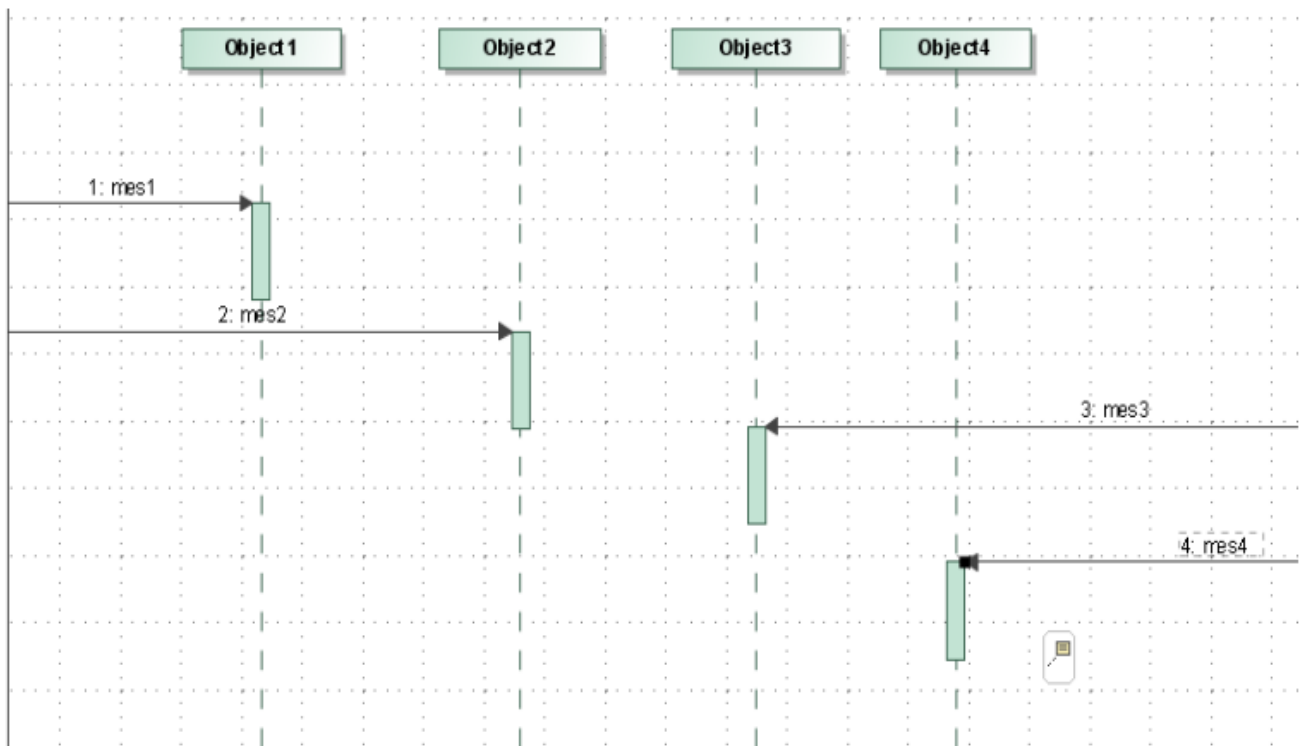 Object1
Object2
Object3
Object4
1: mes1
2: mes2
3: mes3
4: mes4